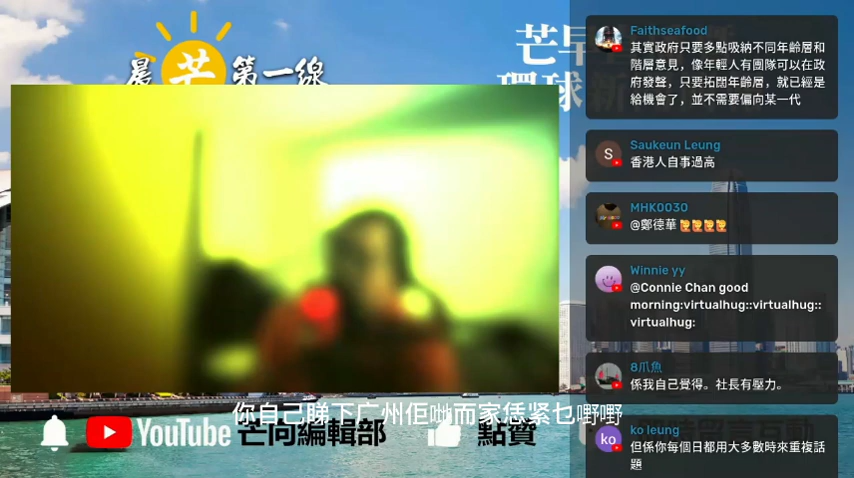 晨芒第一線
芒早
環球
Faithseafood
其實政府只要多點吸納不同年齡層和
階層意見，像年輕人有團隊可以在政
府發聲，只要拓闊年齡層，就已經是
給機會了，並不需要偏向某一代
S
Saukeun Leung
香港人自事過高
MHK0030
@鄭德華
Winnie yy
@Connie Chan good
morning:virtualhug::virtualhug::
virtualhug:
8爪魚
係我自己覺得。社長有壓力。
你自己睇下广州佢哋而家恁紧乜嘢嘢
YouTube 芒向編輯部 點贊
ko
ko leung
但係你每個日都用大多數時來重複話
題